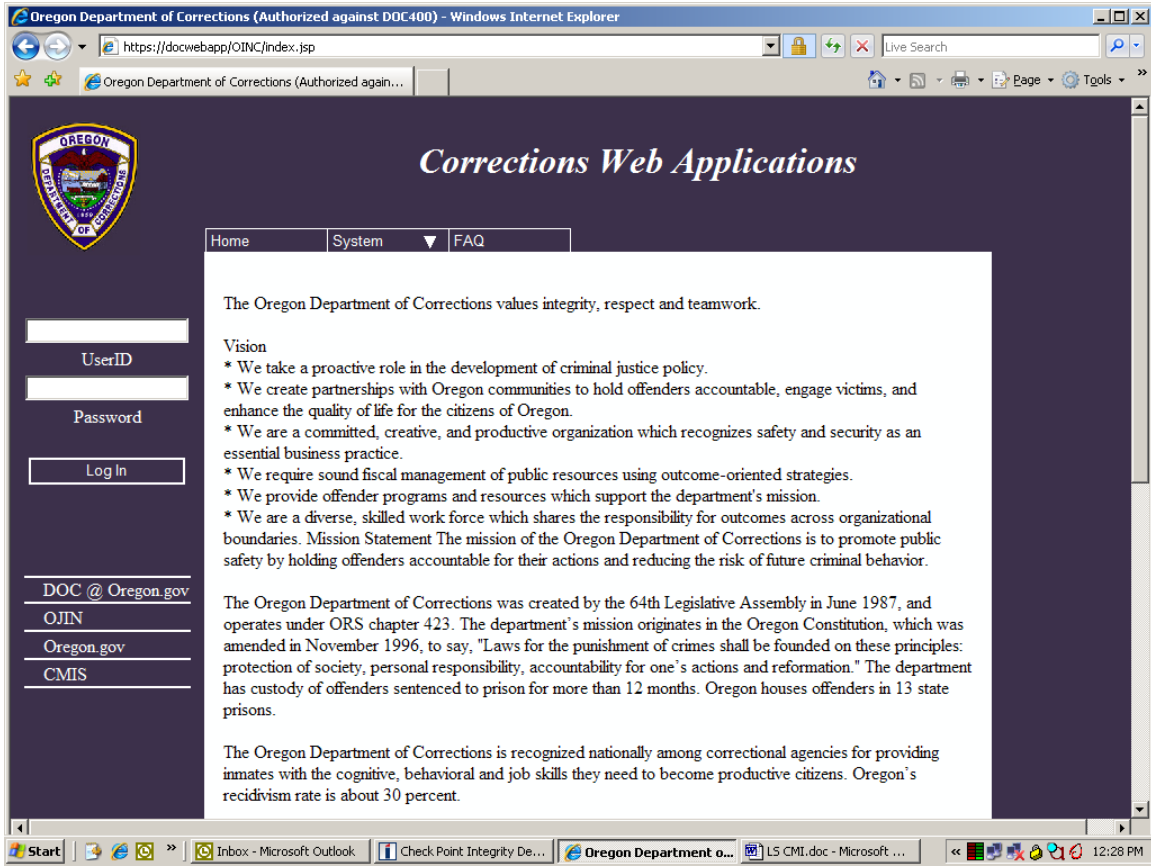 Oregon Department of Corrections (Authorized against DOC400) - Windows Internet Explorer
https://docwebapp/OINC/index.jsp
Live Search
Oregon Department of Corrections (Authorized again...
Page
Tools
OREGON
DEPARTMENT OF CORRECTIONS
1859
Corrections Web Applications
Home System FAQ
The Oregon Department of Corrections values integrity, respect and teamwork.
Vision
* We take a proactive role in the development of criminal justice policy.
* We create partnerships with Oregon communities to hold offenders accountable, engage victims, and
enhance the quality of life for the citizens of Oregon.
* We are a committed, creative, and productive organization which recognizes safety and security as an
essential business practice.
* We require sound fiscal management of public resources using outcome-oriented strategies.
* We provide offender programs and resources which support the department's mission.
* We are a diverse, skilled work force which shares the responsibility for outcomes across organizational
boundaries. Mission Statement The mission of the Oregon Department of Corrections is to promote public
safety by holding offenders accountable for their actions and reducing the risk of future criminal behavior.
The Oregon Department of Corrections was created by the 64th Legislative Assembly in June 1987, and
operates under ORS chapter 423. The department's mission originates in the Oregon Constitution, which was
amended in November 1996, to say, "Laws for the punishment of crimes shall be founded on these principles:
protection of society, personal responsibility, accountability for one's actions and reformation." The department
has custody of offenders sentenced to prison for more than 12 months. Oregon houses offenders in 13 state
prisons.
The Oregon Department of Corrections is recognized nationally among correctional agencies for providing
inmates with the cognitive, behavioral and job skills they need to become productive citizens. Oregon's
recidivism rate is about 30 percent.
UserID
Password
Log In
DOC @ Oregon.gov
OJIN
Oregon.gov
CMIS
Start
Inbox - Microsoft Outlook
Check Point Integrity De...
Oregon Department o...
LS CMI.doc - Microsoft ...
12:28 PM